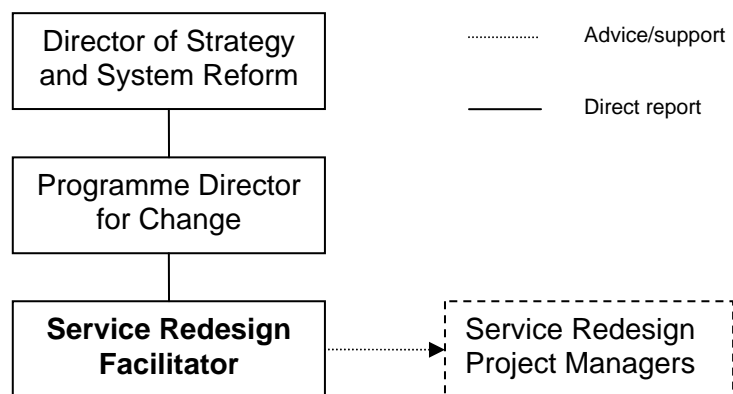 Director of Strategy
and System Reform
Advice/support
Direct report
Programme Director
for Change
Service Redesign
Facilitator
Service Redesign
Project Managers